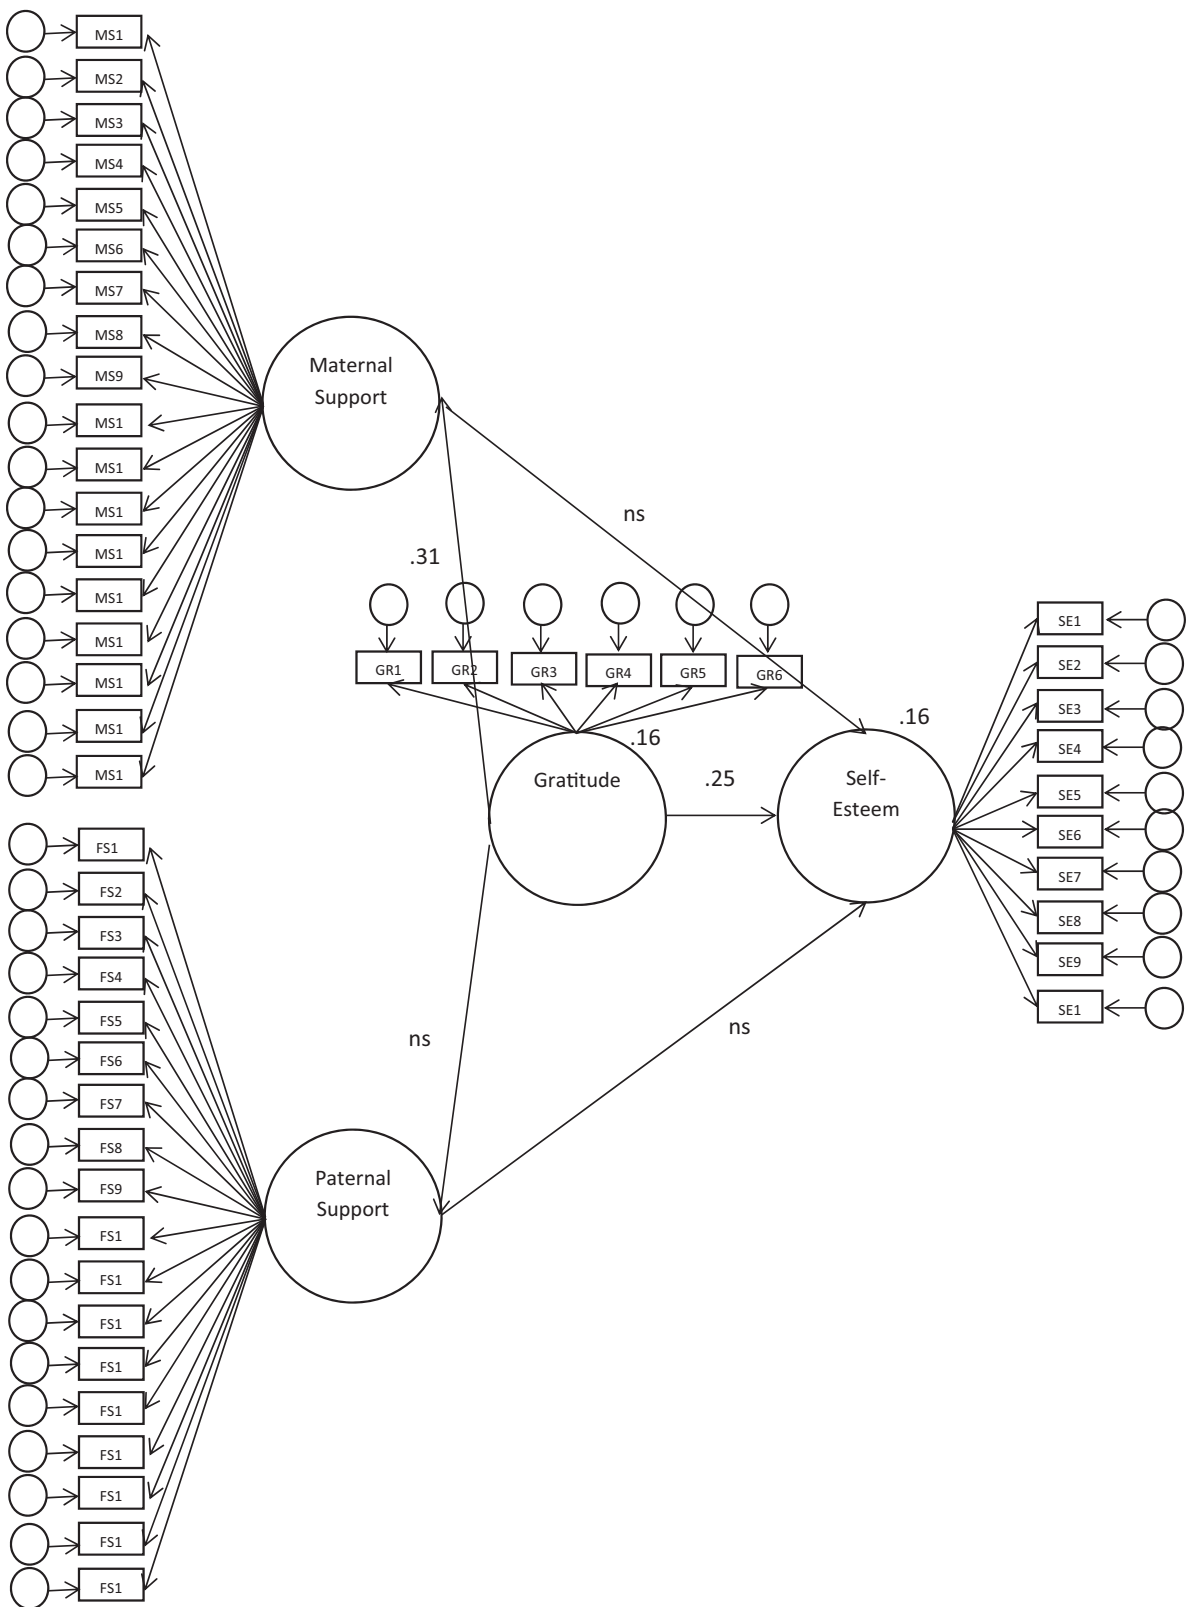 MS1
MS2
MS3
MS4
MS5
MS6
MS7
MS8
MS9
MS1
MS1
MS1
MS1
MS1
MS1
MS1
MS1
MS1
Maternal
Support
ns
.31
GR1
GR2
GR3
GR4
GR5
GR6
.16
Gratitude
.25
.16
Self-
Esteem
SE1
SE2
SE3
SE4
SE5
SE6
SE7
SE8
SE9
SE1
FS1
FS2
FS3
FS4
FS5
FS6
FS7
FS8
FS9
FS1
FS1
FS1
FS1
FS1
FS1
FS1
FS1
FS1
ns
ns
Paternal
Support